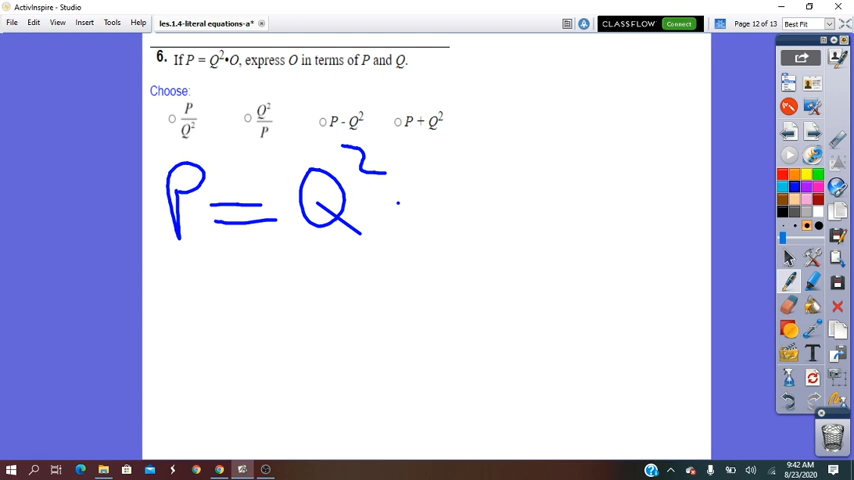 ActivInspire - Studio
File Edit View Insert Tools Help
les.1.4-literal equations-a*
CLASSFLOW Connect
Page 12 of 13
Best Fit
6. If P = Q²•O, express O in terms of P and Q.
Choose:
P/Q² Q²/P P - Q² P + Q²
P = Q² ·
T
9:42 AM
8/23/2020